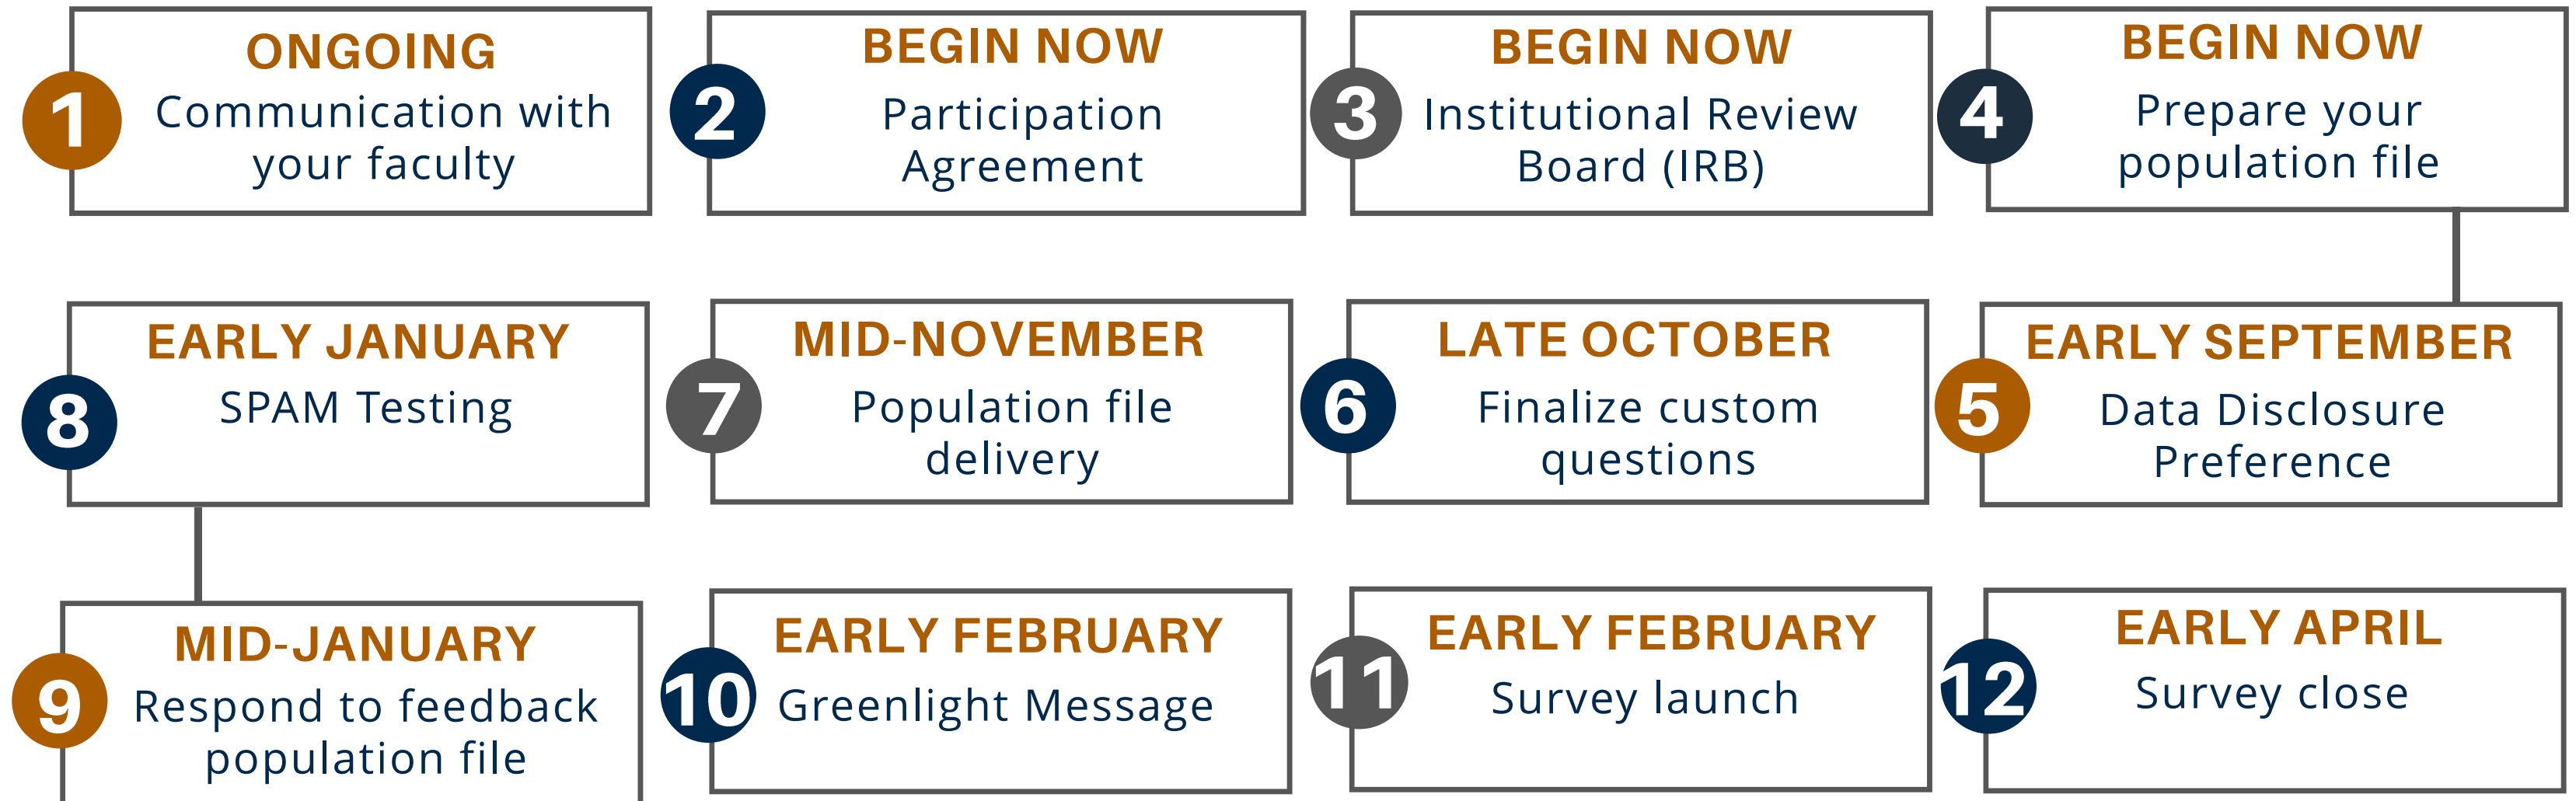 1
ONGOING
Communication with
your faculty
2
BEGIN NOW
Participation
Agreement
3
BEGIN NOW
Institutional Review
Board (IRB)
4
BEGIN NOW
Prepare your
population file
5
EARLY SEPTEMBER
Data Disclosure
Preference
6
LATE OCTOBER
Finalize custom
questions
7
MID-NOVEMBER
Population file
delivery
8
EARLY JANUARY
SPAM Testing
9
MID-JANUARY
Respond to feedback
population file
10
EARLY FEBRUARY
Greenlight Message
11
EARLY FEBRUARY
Survey launch
12
EARLY APRIL
Survey close